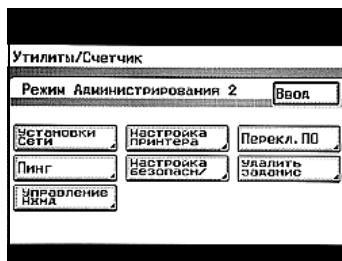 Утилиты/Счетчик
Режим Администрирования 2 Ввод
Установки
Сети
Настройка
принтера
Перекл. ПО
Пинг
Настройка
безопасн/
Удалить
задание
Управление
НЖМД